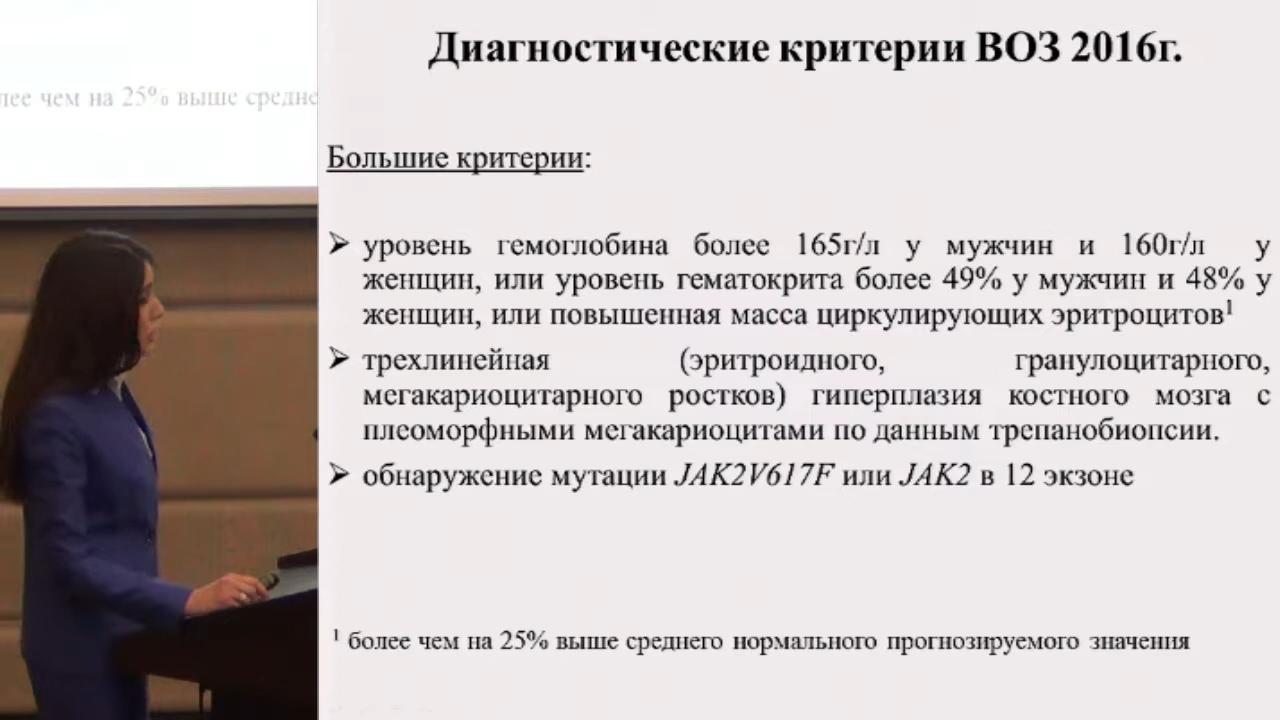 Диагностические критерии ВОЗ 2016г.
лее чем на 25% выше средне
Большие критерии:
➢ уровень гемоглобина более 165г/л у мужчин и 160г/л у
женщин, или уровень гематокрита более 49% у мужчин и 48% у
женщин, или повышенная масса циркулирующих эритроцитов¹
➢ трехлинейная (эритроидного, гранулоцитарного,
мегакариоцитарного ростков) гиперплазия костного мозга с
плеоморфными мегакариоцитами по данным трепанобиопсии.
➢ обнаружение мутации JAK2V617F или JAK2 в 12 экзоне
¹ более чем на 25% выше среднего нормального прогнозируемого значения